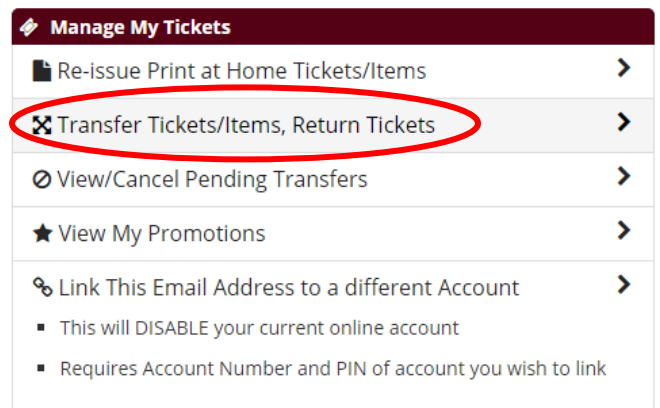 Manage My Tickets
Re-issue Print at Home Tickets/Items
Transfer Tickets/Items, Return Tickets
View/Cancel Pending Transfers
View My Promotions
Link This Email Address to a different Account
This will DISABLE your current online account
Requires Account Number and PIN of account you wish to link